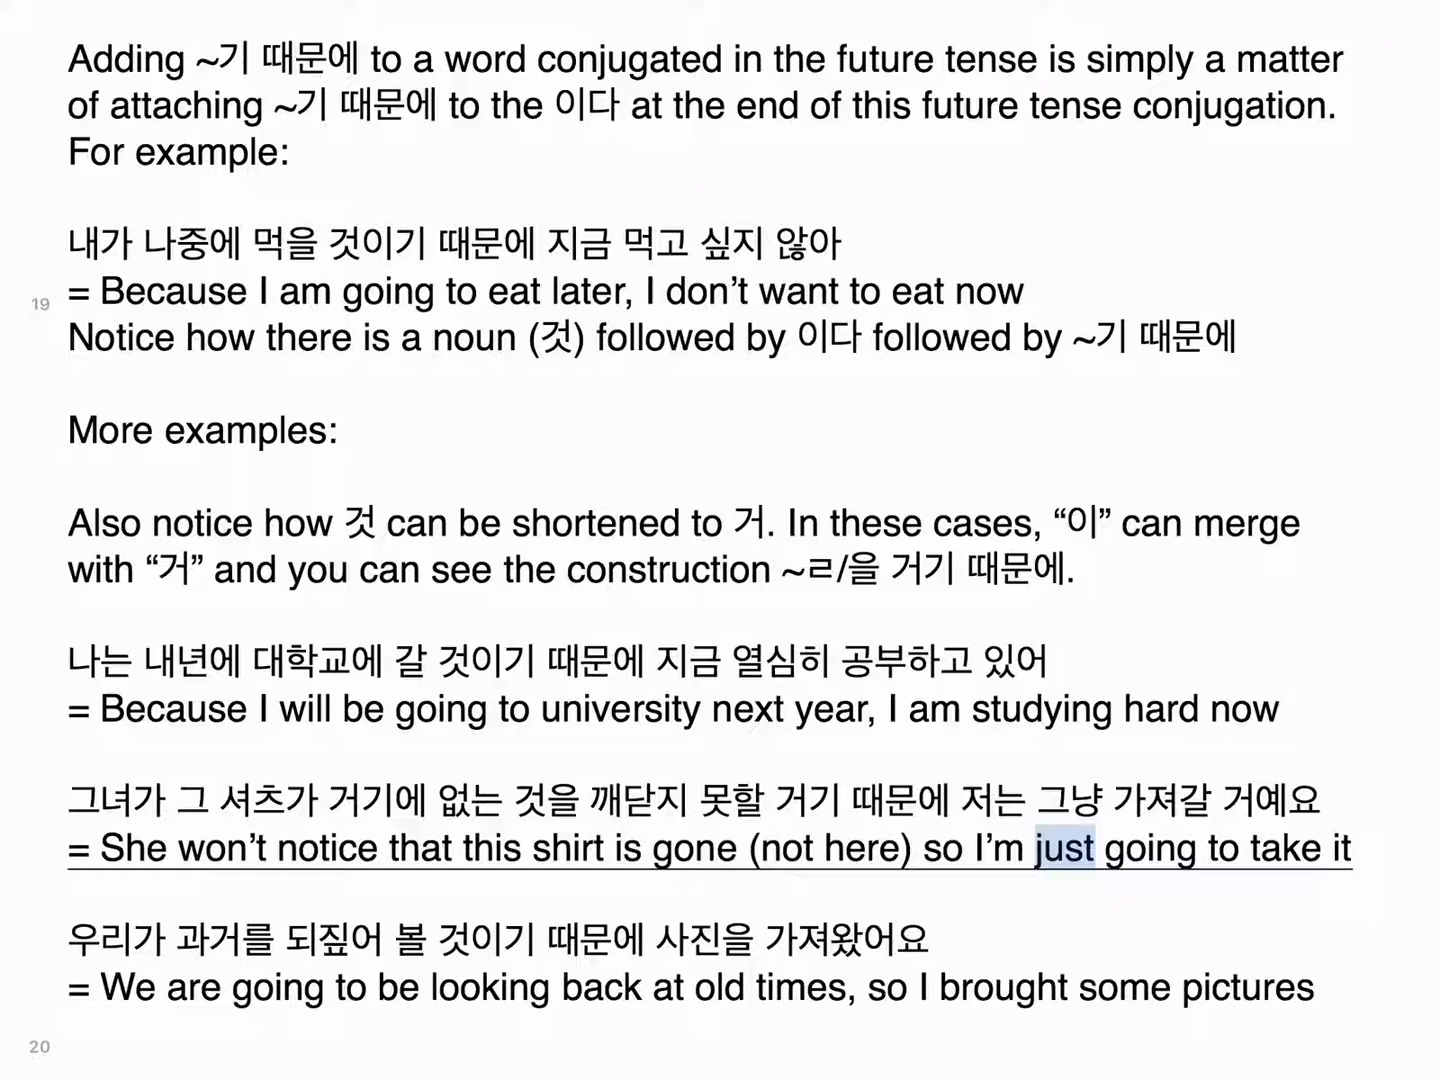 Adding ~기 때문에 to a word conjugated in the future tense is simply a matter
of attaching ~기 때문에 to the 이다 at the end of this future tense conjugation.
For example:
내가 나중에 먹을 것이기 때문에 지금 먹고 싶지 않아
19
= Because I am going to eat later, I don’t want to eat now
Notice how there is a noun (것) followed by 이다 followed by ~기 때문에
More examples:
Also notice how 것 can be shortened to 거. In these cases, “이” can merge
with “거” and you can see the construction ~ㄹ/을 거기 때문에.
나는 내년에 대학교에 갈 것이기 때문에 지금 열심히 공부하고 있어
= Because I will be going to university next year, I am studying hard now
그녀가 그 셔츠가 거기에 없는 것을 깨닫지 못할 거기 때문에 저는 그냥 가져갈 거예요
= She won’t notice that this shirt is gone (not here) so I’m just going to take it
우리가 과거를 되짚어 볼 것이기 때문에 사진을 가져왔어요
= We are going to be looking back at old times, so I brought some pictures
20